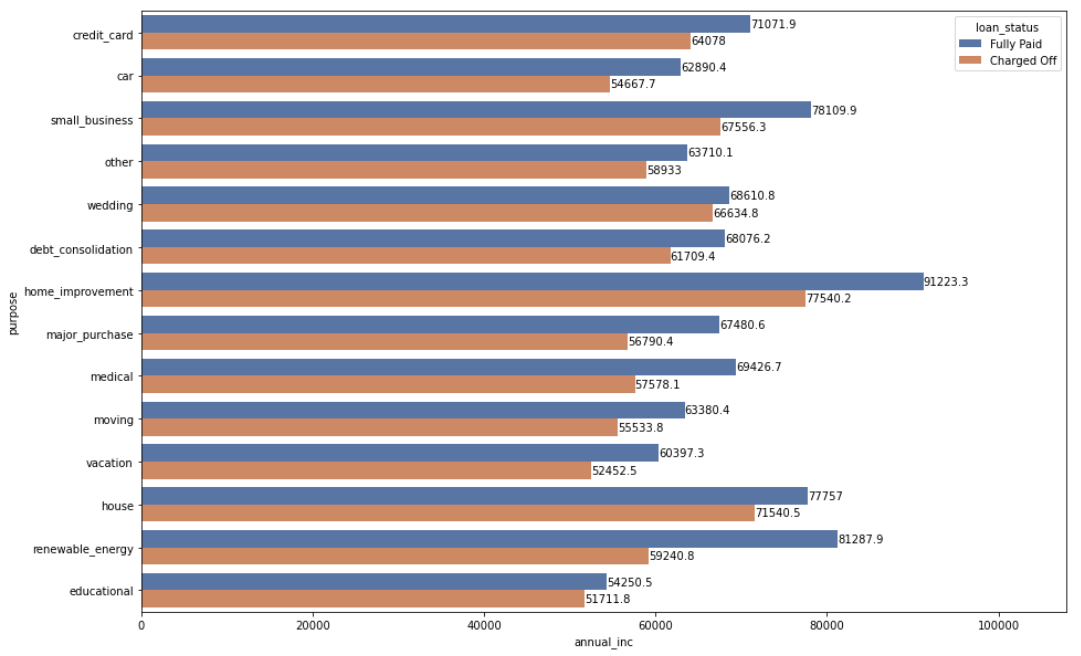 loan_status
Fully Paid
Charged Off
purpose
credit_card
71071.9
64078
car
62890.4
54667.7
small_business
78109.9
67556.3
other
63710.1
58933
wedding
68610.8
66634.8
debt_consolidation
68076.2
61709.4
home_improvement
91223.3
77540.2
major_purchase
67480.6
56790.4
medical
69426.7
57578.1
moving
63380.4
55533.8
vacation
60397.3
52452.5
house
77757
71540.5
renewable_energy
81287.9
59240.8
educational
54250.5
51711.8
0 20000 40000 60000 80000 100000
annual_inc